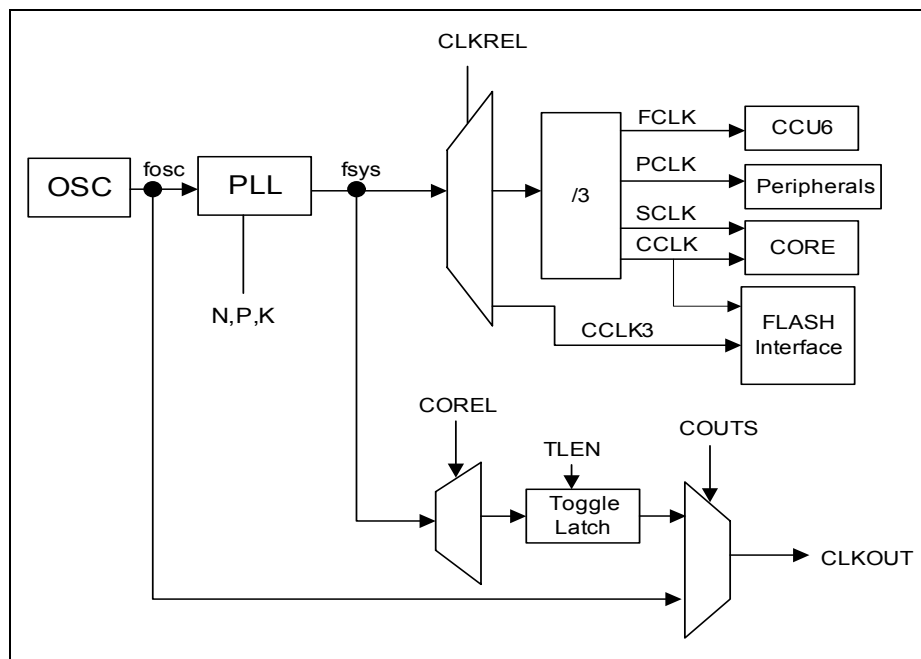 CLKREL
FCLK
CCU6
fosc
fsys
OSC
PLL
/3
PCLK
Peripherals
SCLK
CCLK
CORE
N,P,K
CCLK3
FLASH
Interface
COREL
TLEN
COUTS
Toggle
Latch
CLKOUT